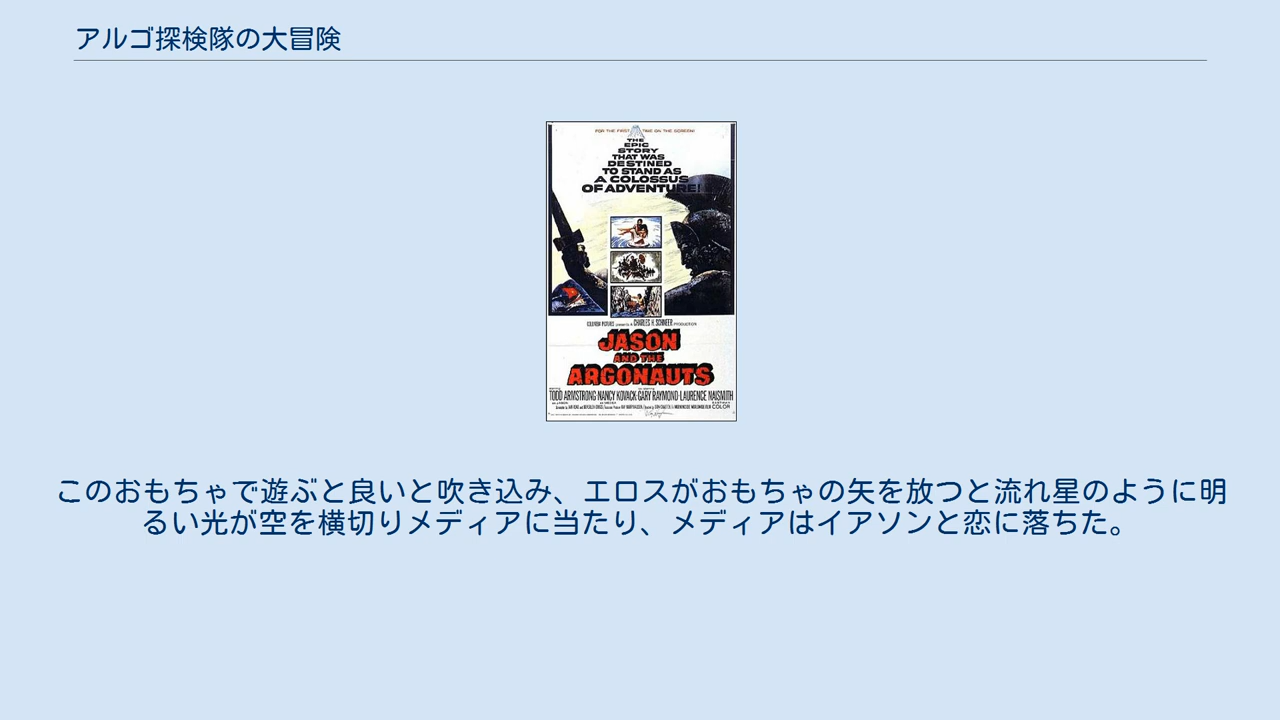 アルゴ探検隊の大冒険
FOR THE FIRST TIME ON THE SCREEN!
THE
EPIC
STORY
THAT WAS
DESTINED
TO STAND AS
A COLOSSUS
OF ADVENTURE!
COLUMBIA PICTURES presents A CHARLES H. SCHNEER PRODUCTION
JASON
AND THE
ARGONAUTS
TODD ARMSTRONG NANCY KOVACK GARY RAYMOND LAURENCE NAISMITH
COLOR
このおもちゃで遊ぶと良いと吹き込み、エロスがおもちゃの矢を放つと流れ星のように明
るい光が空を横切りメディアに当たり、メディアはイアソンと恋に落ちた。